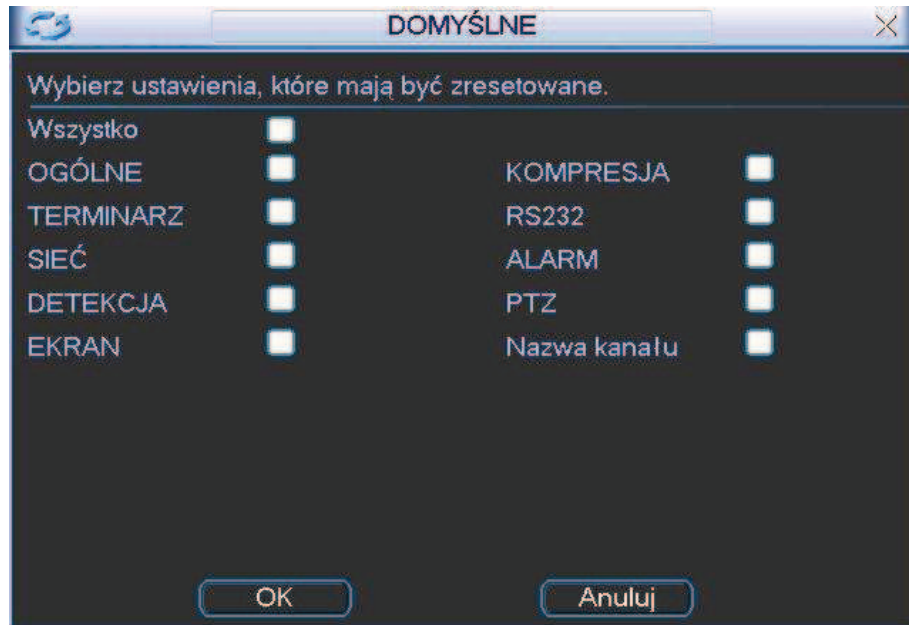 DOMYŚLNE
Wybierz ustawienia, które mają być zresetowane.
Wszystko
OGÓLNE KOMPRESJA
TERMINARZ RS232
SIEĆ ALARM
DETEKCJA PTZ
EKRAN Nazwa kanału
OK Anuluj